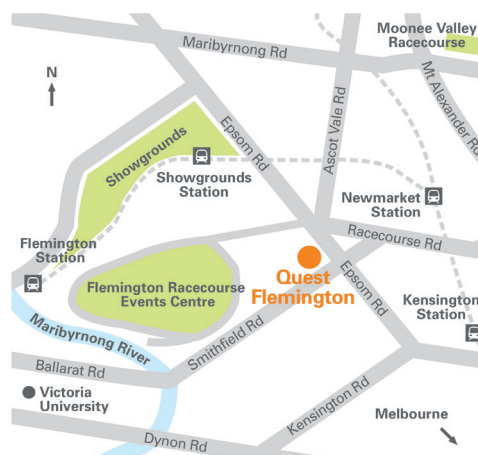 Moonee Valley
Racecourse
Maribyrnong Rd
Mt Alexander Rd
N
Ascot Vale Rd
Epsom Rd
Showgrounds
Showgrounds
Station
Newmarket
Station
Racecourse Rd
Flemington
Station
Quest
Flemington
Flemington Racecourse
Events Centre
Epsom Rd
Kensington
Station
Maribyrnong River
Smithfield Rd
Ballarat Rd
Victoria
University
Kensington Rd
Melbourne
Dynon Rd